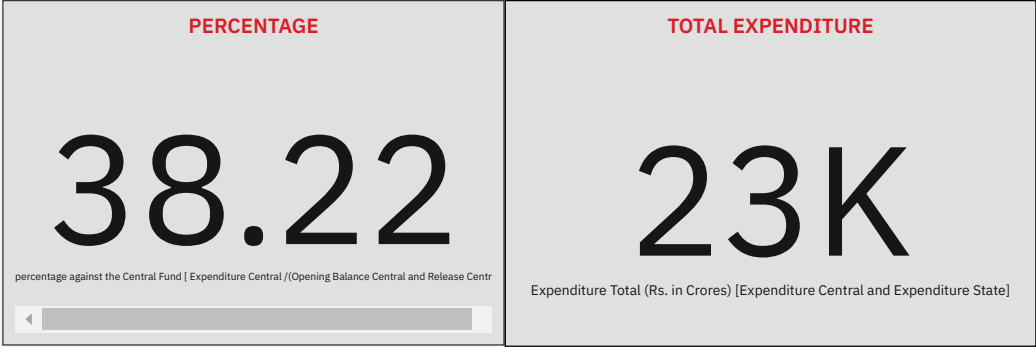 PERCENTAGE
38.22
percentage against the Central Fund [ Expenditure Central /(Opening Balance Central and Release Centr
TOTAL EXPENDITURE
23K
Expenditure Total (Rs. in Crores) [Expenditure Central and Expenditure State]